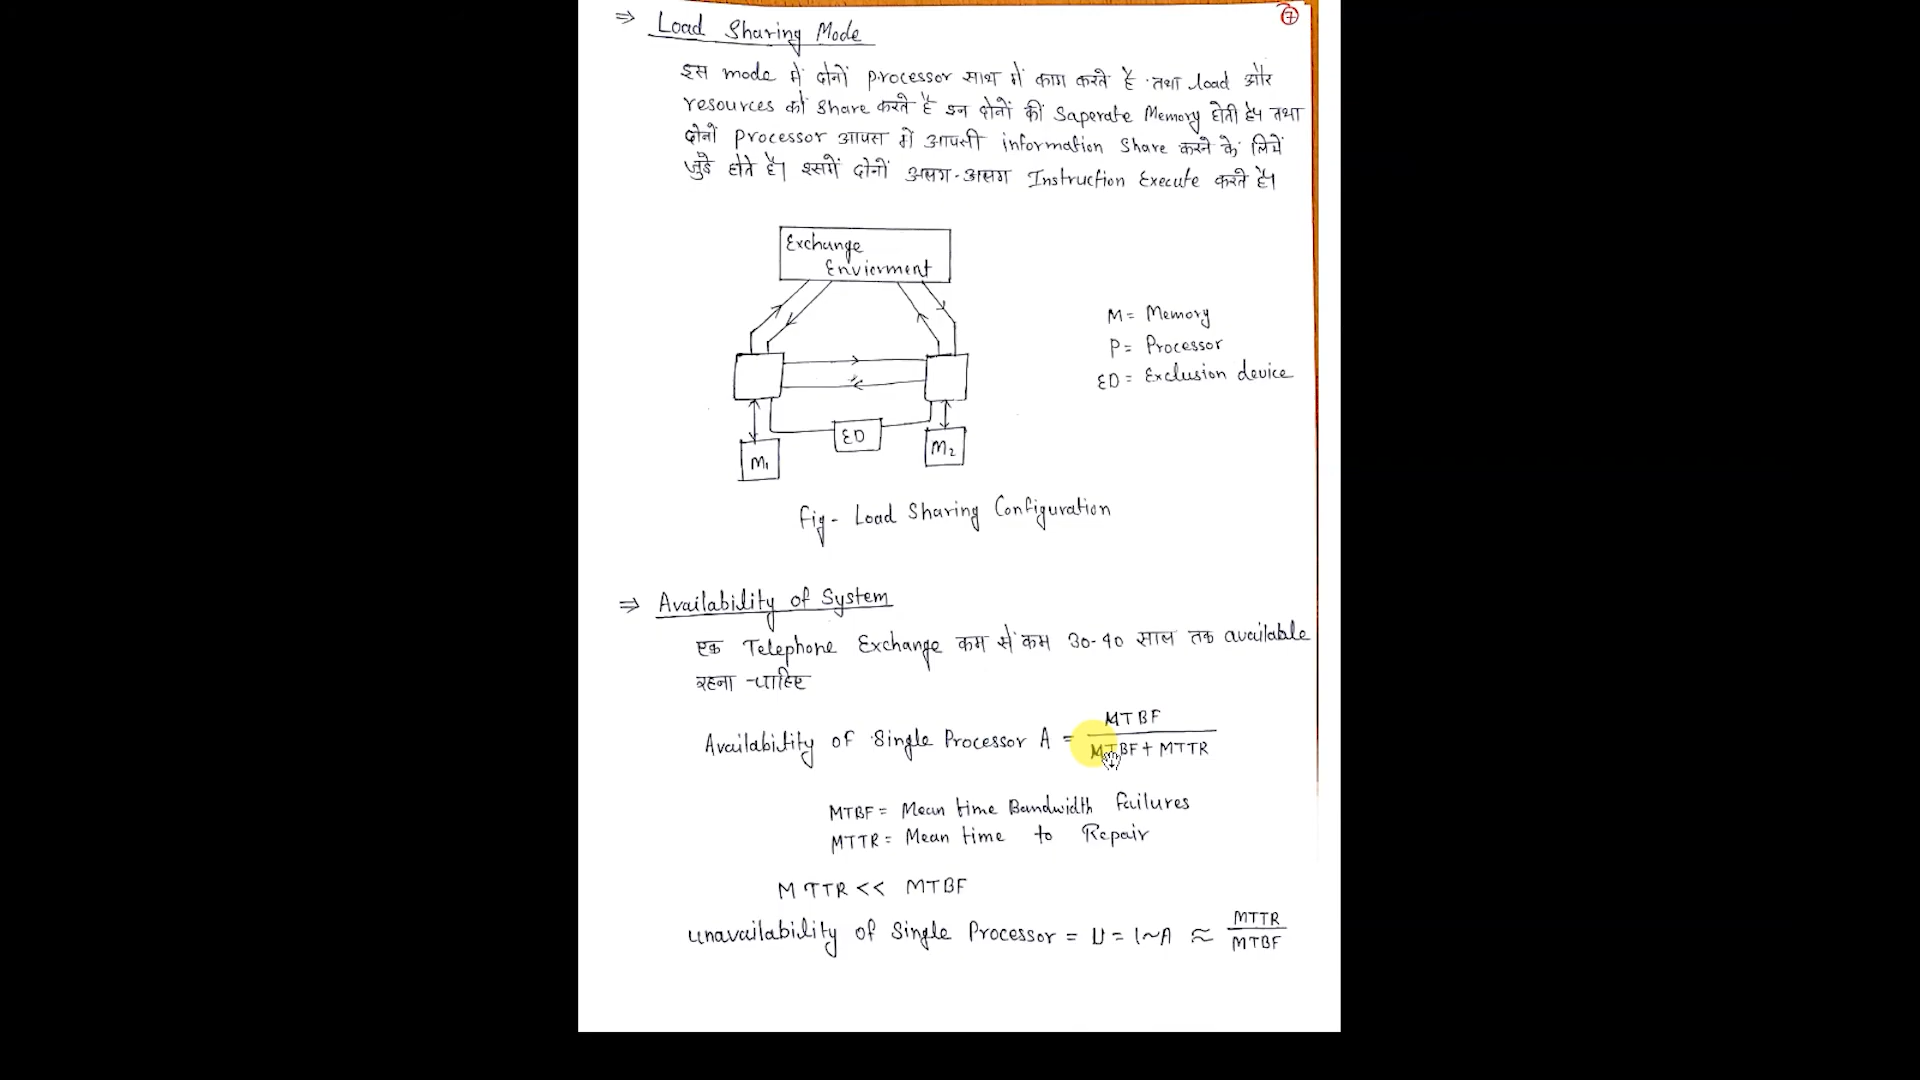 7
⇒ Load Sharing Mode
इस mode में दोनों processor साथ में काम करते है तथा load और
resources को share करते है इन दोनों की Saperate Memory होती है। तथा
दोनों processor आपस में आपसी information share करने के लिये
जुडे होते है। इसमें दोनों अलग-अलग Instruction Execute करते है।
Exchange
Envierment
M = Memory
P = Processor
ED = Exclusion device
ED
M1
M2
Fig - Load Sharing Configuration
⇒ Availability of System
एक Telephone Exchange कम से कम 30-40 साल तक available
रहना चाहिए
Availability of Single Processor A = MTBF / MTBF + MTTR
MTBF = Mean time Bandwidth failures
MTTR = Mean time to Repair
MTTR << MTBF
Unavailability of Single Processor = U = 1~A ≈ MTTR / MTBF